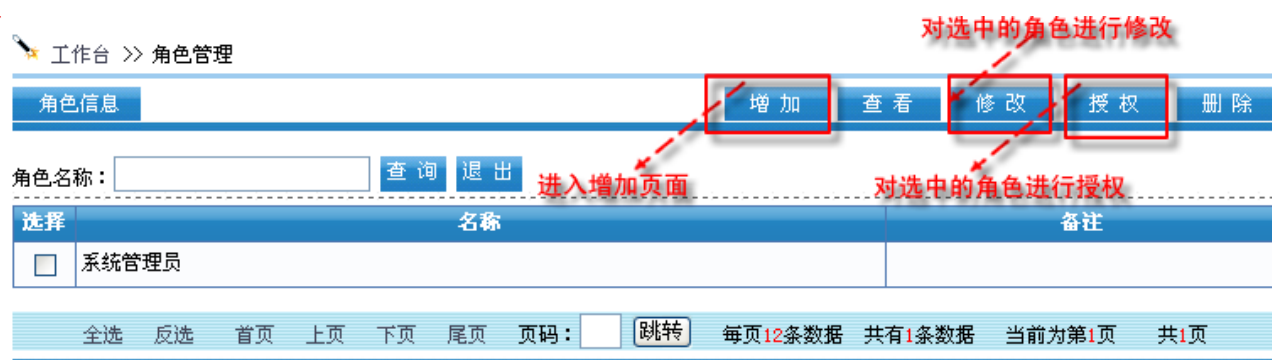 对选中的角色进行修改
工作台 >> 角色管理
角色信息 增 加 查 看 修 改 授 权 删 除
角色名称： 查 询 退 出 进入增加页面 对选中的角色进行授权
选择 名称 备注
系统管理员
全选 反选 首页 上页 下页 尾页 页码： 跳转 每页12条数据 共有1条数据 当前为第1页 共1页